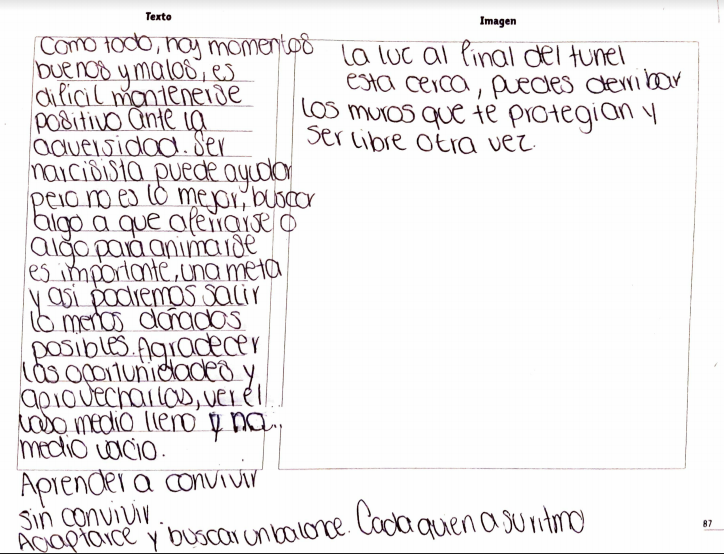 Texto
Como todo, hay momentos
buenos y malos, es
dificil mantenerse
positivo ante la
adversidad. Ser
narcisista puede ayudar
pero no es lo mejor, buscar
algo a que aferrarse o
algo para animarse
es importante, una meta
y asi podremos salir
lo menos dañados
posibles. Agradecer
las oportunidades y
aprovecharlas, ver el
vaso medio lleno y no
medio vacio.
Aprender a convivir
sin convivir.
Adaptarce y buscar un balance. Cada quien a su ritmo
Imagen
La luz al final del tunel
esta cerca, puedes derribar
los muros que te protegian y
ser libre otra vez.
87